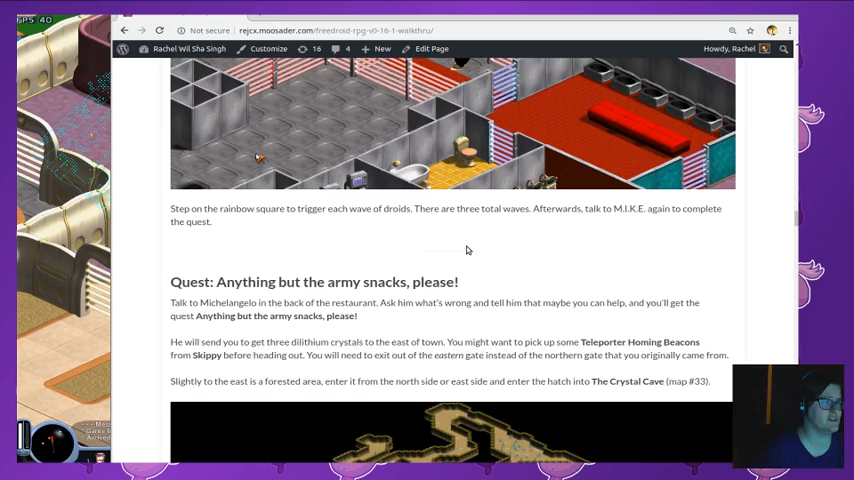 FPS 40
Not secure | rejcx.moosader.com/freedroid-rpg-v0-16-1-walkthru/
Rachel Wil Sha Singh Customize 16 4 New Edit Page Howdy, Rachel
Step on the rainbow square to trigger each wave of droids. There are three total waves. Afterwards, talk to M.I.K.E. again to complete
the quest.
Quest: Anything but the army snacks, please!
Talk to Michelangelo in the back of the restaurant. Ask him what's wrong and tell him that maybe you can help, and you'll get the
quest Anything but the army snacks, please!
He will send you to get three dilithium crystals to the east of town. You might want to pick up some Teleporter Homing Beacons
from Skippy before heading out. You will need to exit out of the eastern gate instead of the northern gate that you originally came from.
Slightly to the east is a forested area, enter it from the north side or east side and enter the hatch into The Crystal Cave (map #33).